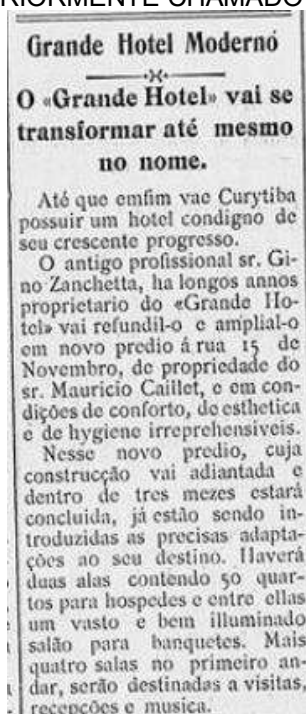 RIORMENTE CHAMADO
Grande Hotel Modernó
O «Grande Hotel» vai se
transformar até mesmo
no nome.
Até que emfim vae Curytiba
possuir um hotel condigno de
seu crescente progresso.
O antigo profissional sr. Gi-
no Zanchetta, ha longos annos
proprietario do «Grande Ho-
tel» vai refundil-o e amplial-o
em novo predio á rua 15 de
Novembro, de propriedade do
sr. Mauricio Caillet, e em con-
dições de conforto, de esthetica
e de hygiene irreprehensiveis.
Nesse novo predio, cuja
construcção vai adiantada e
dentro de tres mezes estará
concluida, já estão sendo in-
troduzidas as precisas adapta-
ções ao seu destino. Haverá
duas alas contendo 50 quar-
tos para hospedes e entre ellas
um vasto e bem illuminado
salão para banquetes. Mais
quatro salas no primeiro an-
dar, serão destinadas a visitas,
recepções e musica.